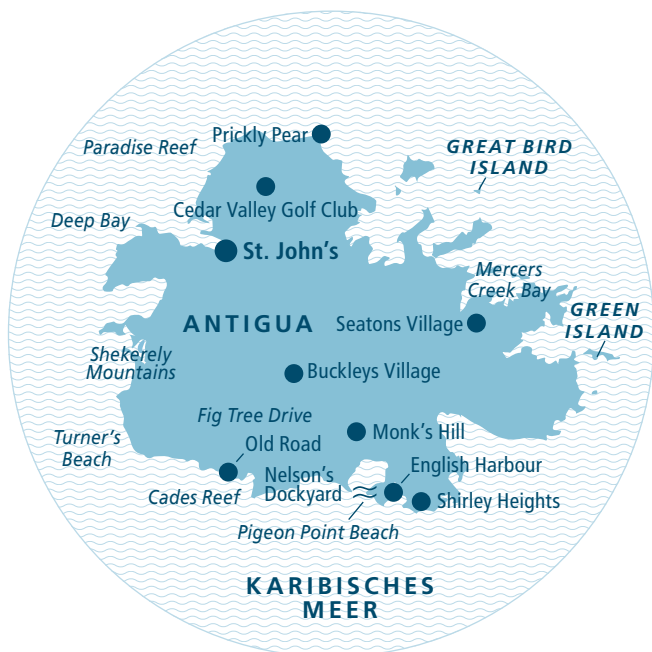 Prickly Pear
Paradise Reef
GREAT BIRD
ISLAND
Cedar Valley Golf Club
Deep Bay
St. John's
Mercers
Creek Bay
ANTIGUA
Seatons Village
GREEN
ISLAND
Shekerely
Mountains
Buckleys Village
Fig Tree Drive
Turner's
Beach
Old Road
Monk's Hill
English Harbour
Nelson's
Dockyard
Cades Reef
Shirley Heights
Pigeon Point Beach
KARIBISCHES
MEER